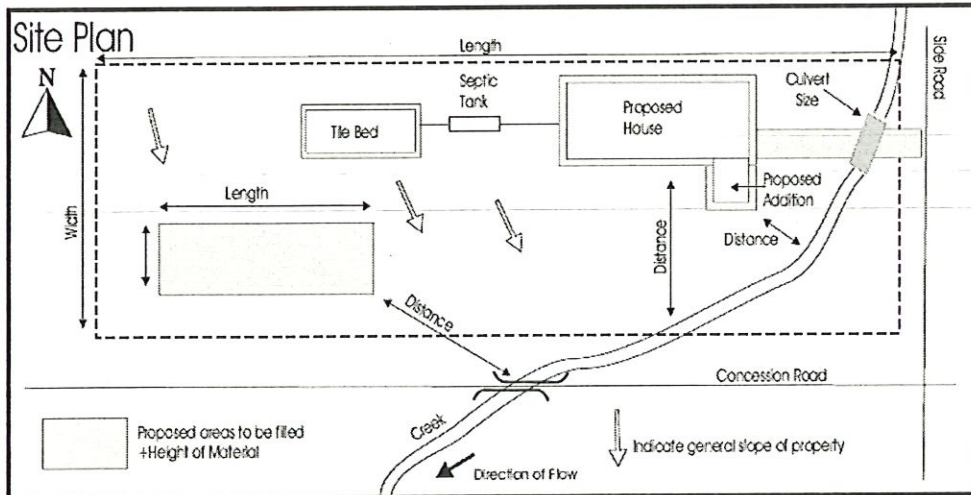 Site Plan
N
Length
Side Road
Septic
Tank
Culvert
Size
Tile Bed
Proposed
House
Proposed
Addition
Length
Width
Distance
Distance
Distance
Concession Road
Creek
Proposed areas to be filled
+Height of Material
Indicate general slope of property
Direction of Flow